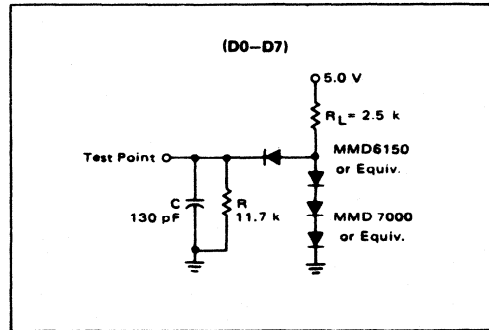 (D0–D7)
5.0 V
RL = 2.5 k
Test Point
MMD6150
or Equiv.
C
130 pF
R
11.7 k
MMD 7000
or Equiv.